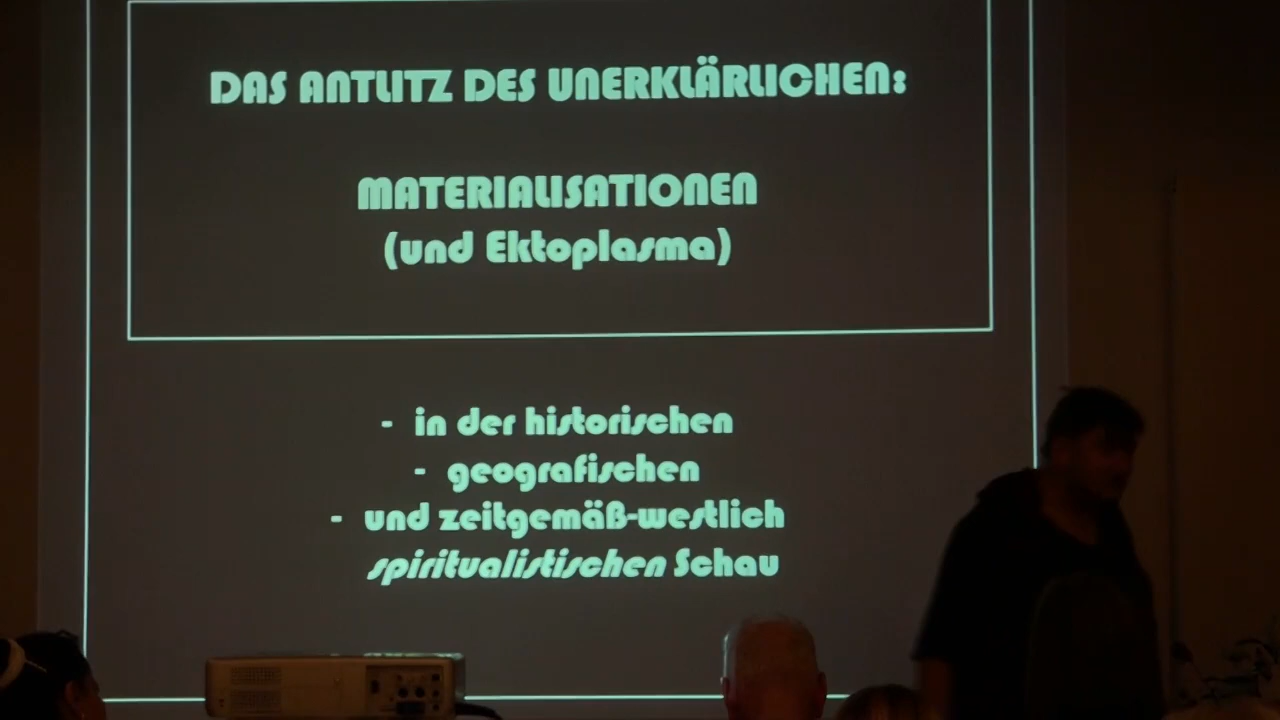 DAS ANTLITZ DES UNERKLÄRLICHEN:
MATERIALISATIONEN
(und Ektoplasma)
- in der historischen
- geografischen
- und zeitgemäß-westlich
spiritualistischen Schau